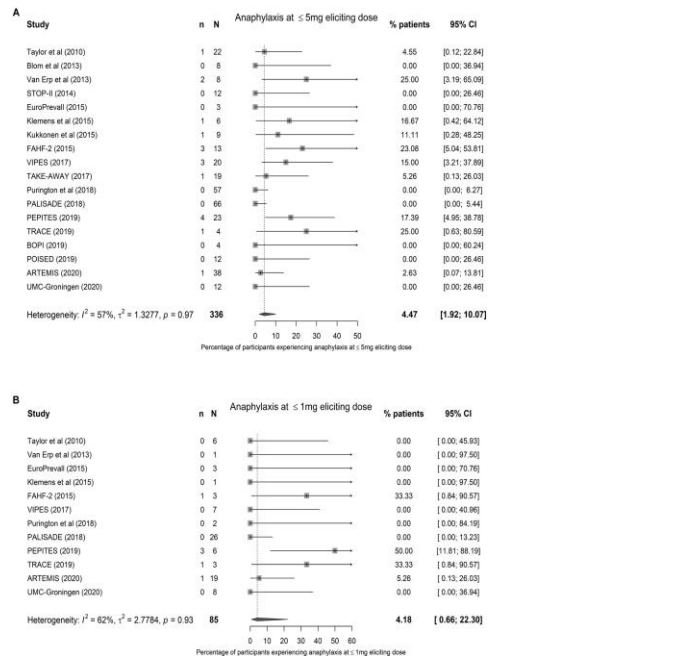 A
Anaphylaxis at ≤ 5mg eliciting dose
Study n N % patients 95% CI
Taylor et al (2010) 1 22 4.55 [0.12; 22.84]
Blom et al (2013) 0 8 0.00 [0.00; 36.94]
Van Erp et al (2013) 2 8 25.00 [3.19; 65.09]
STOP-II (2014) 0 12 0.00 [0.00; 26.46]
EuroPrevall (2015) 0 3 0.00 [0.00; 70.76]
Klemens et al (2015) 1 6 16.67 [0.42; 64.12]
Kukkonen et al (2015) 1 9 11.11 [0.28; 48.25]
FAHF-2 (2015) 3 13 23.08 [5.04; 53.81]
VIPES (2017) 3 20 15.00 [3.21; 37.89]
TAKE-AWAY (2017) 1 19 5.26 [0.13; 26.03]
Purington et al (2018) 0 57 0.00 [0.00; 6.27]
PALISADE (2018) 0 66 0.00 [0.00; 5.44]
PEPITES (2019) 4 23 17.39 [4.95; 38.78]
TRACE (2019) 1 4 25.00 [0.63; 80.59]
BOPI (2019) 0 4 0.00 [0.00; 60.24]
POISED (2019) 0 12 0.00 [0.00; 26.46]
ARTEMIS (2020) 1 38 2.63 [0.07; 13.81]
UMC-Groningen (2020) 0 12 0.00 [0.00; 26.46]
Heterogeneity: I² = 57%, τ² = 1.3277, p = 0.97 336 4.47 [1.92; 10.07]
0 10 20 30 40 50
Percentage of participants experiencing anaphylaxis at ≤ 5mg eliciting dose
B
Anaphylaxis at ≤ 1mg eliciting dose
Study n N % patients 95% CI
Taylor et al (2010) 0 6 0.00 [ 0.00; 45.93]
Van Erp et al (2013) 0 1 0.00 [ 0.00; 97.50]
EuroPrevall (2015) 0 3 0.00 [ 0.00; 70.76]
Klemens et al (2015) 0 1 0.00 [ 0.00; 97.50]
FAHF-2 (2015) 1 3 33.33 [ 0.84; 90.57]
VIPES (2017) 0 7 0.00 [ 0.00; 40.96]
Purington et al (2018) 0 2 0.00 [ 0.00; 84.19]
PALISADE (2018) 0 26 0.00 [ 0.00; 13.23]
PEPITES (2019) 3 6 50.00 [11.81; 88.19]
TRACE (2019) 1 3 33.33 [ 0.84; 90.57]
ARTEMIS (2020) 1 19 5.26 [ 0.13; 26.03]
UMC-Groningen (2020) 0 8 0.00 [ 0.00; 36.94]
Heterogeneity: I² = 62%, τ² = 2.7784, p = 0.93 85 4.18 [ 0.66; 22.30]
0 10 20 30 40 50 60
Percentage of participants experiencing anaphylaxis at ≤ 1mg eliciting dose